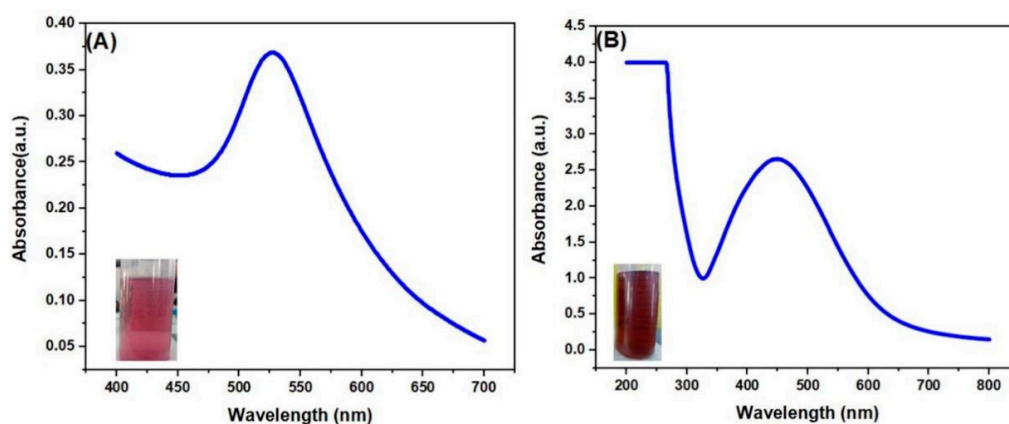 (A)
Absorbance(a.u.)
0.40
0.35
0.30
0.25
0.20
0.15
0.10
0.05
400 450 500 550 600 650 700
Wavelength (nm)
(B)
Absorbance (a.u.)
4.5
4.0
3.5
3.0
2.5
2.0
1.5
1.0
0.5
0.0
200 300 400 500 600 700 800
Wavelength (nm)